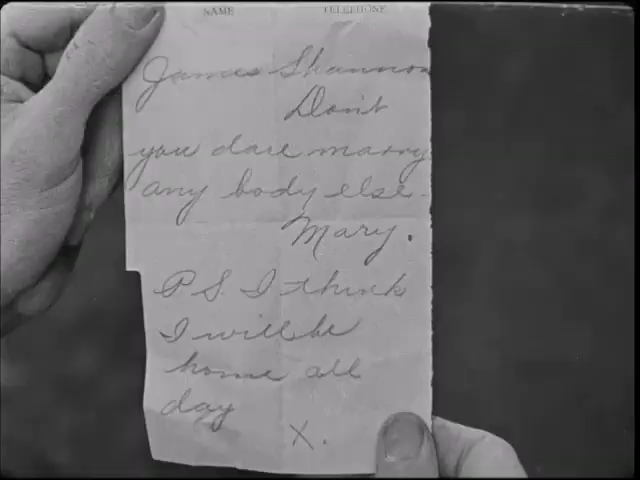 NAME TELEPHONE
James Shannon
Don't
you dare marry
any body else.
Mary.
P.S. I think
I will be
home all
day
X.